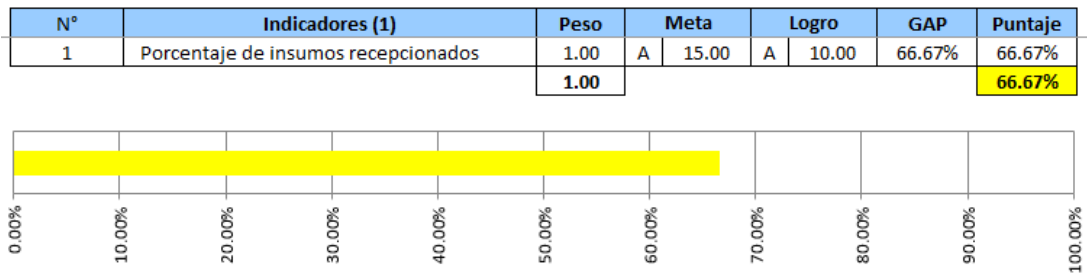 N° Indicadores (1) Peso Meta Logro GAP Puntaje
1 Porcentaje de insumos recepcionados 1.00 A 15.00 A 10.00 66.67% 66.67%
1.00 66.67%
0.00% 10.00% 20.00% 30.00% 40.00% 50.00% 60.00% 70.00% 80.00% 90.00% 100.00%